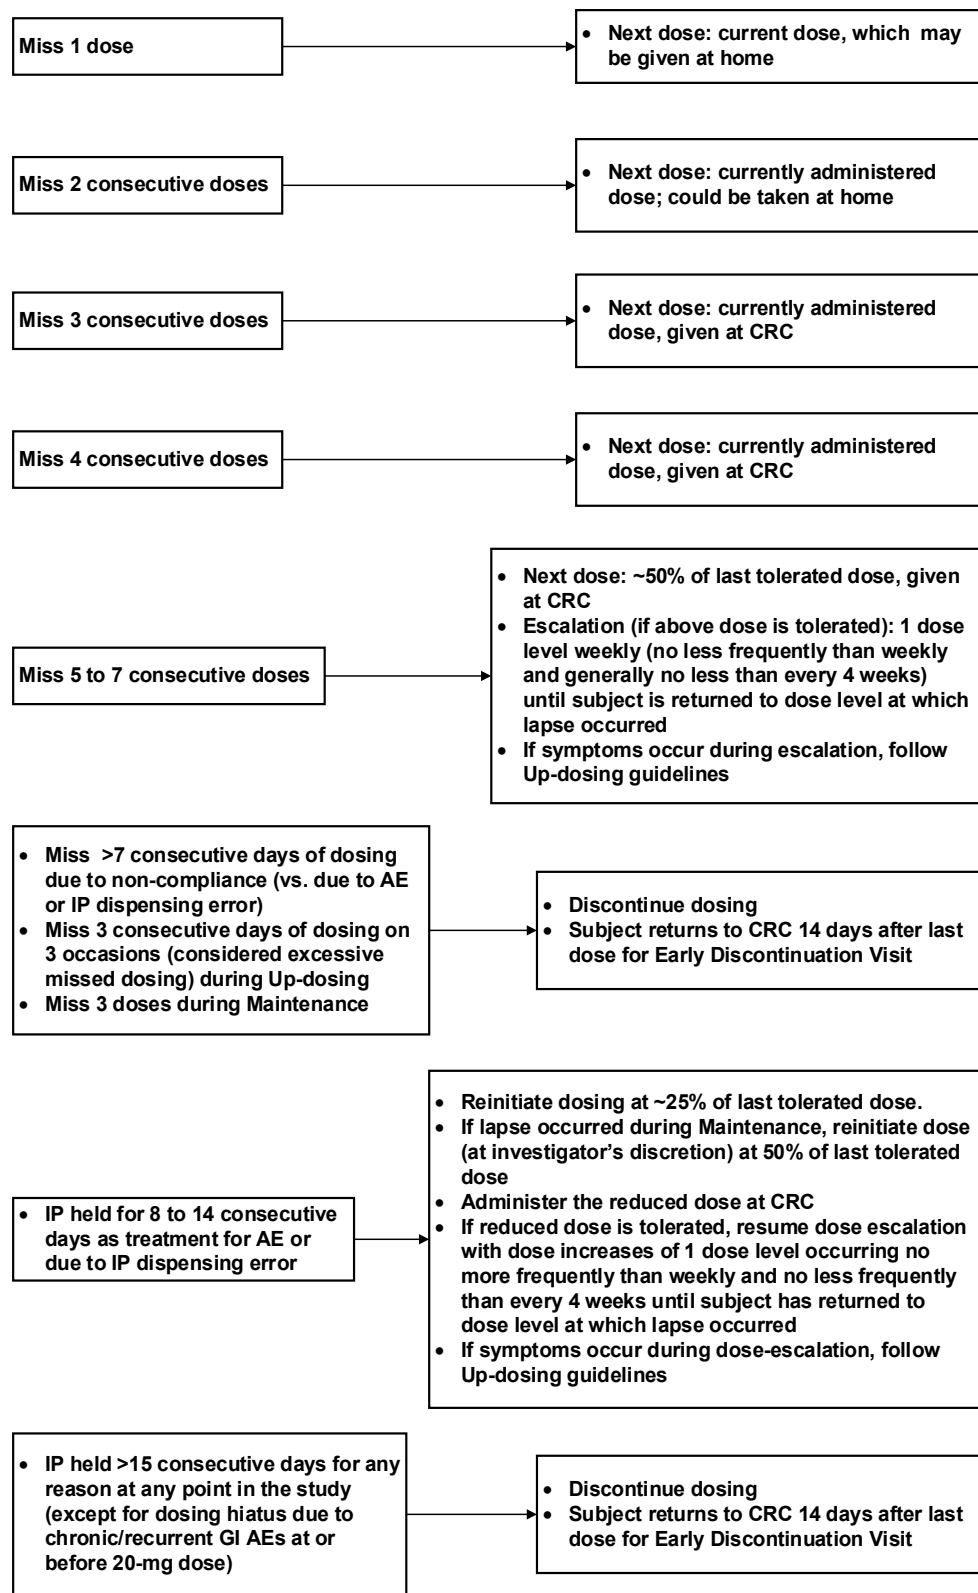 Miss 1 dose
• Next dose: current dose, which may
be given at home
Miss 2 consecutive doses
• Next dose: currently administered
dose; could be taken at home
Miss 3 consecutive doses
• Next dose: currently administered
dose, given at CRC
Miss 4 consecutive doses
• Next dose: currently administered
dose, given at CRC
Miss 5 to 7 consecutive doses
• Next dose: ~50% of last tolerated dose, given
at CRC
• Escalation (if above dose is tolerated): 1 dose
level weekly (no less frequently than weekly
and generally no less than every 4 weeks)
until subject is returned to dose level at which
lapse occurred
• If symptoms occur during escalation, follow
Up-dosing guidelines
• Miss >7 consecutive days of dosing
due to non-compliance (vs. due to AE
or IP dispensing error)
• Miss 3 consecutive days of dosing on
3 occasions (considered excessive
missed dosing) during Up-dosing
• Miss 3 doses during Maintenance
• Discontinue dosing
• Subject returns to CRC 14 days after last
dose for Early Discontinuation Visit
• IP held for 8 to 14 consecutive
days as treatment for AE or
due to IP dispensing error
• Reinitiate dosing at ~25% of last tolerated dose.
• If lapse occurred during Maintenance, reinitiate dose
(at investigator's discretion) at 50% of last tolerated
dose
• Administer the reduced dose at CRC
• If reduced dose is tolerated, resume dose escalation
with dose increases of 1 dose level occurring no
more frequently than weekly and no less frequently
than every 4 weeks until subject has returned to
dose level at which lapse occurred
• If symptoms occur during dose-escalation, follow
Up-dosing guidelines
• IP held >15 consecutive days for any
reason at any point in the study
(except for dosing hiatus due to
chronic/recurrent GI AEs at or
before 20-mg dose)
• Discontinue dosing
• Subject returns to CRC 14 days after last
dose for Early Discontinuation Visit